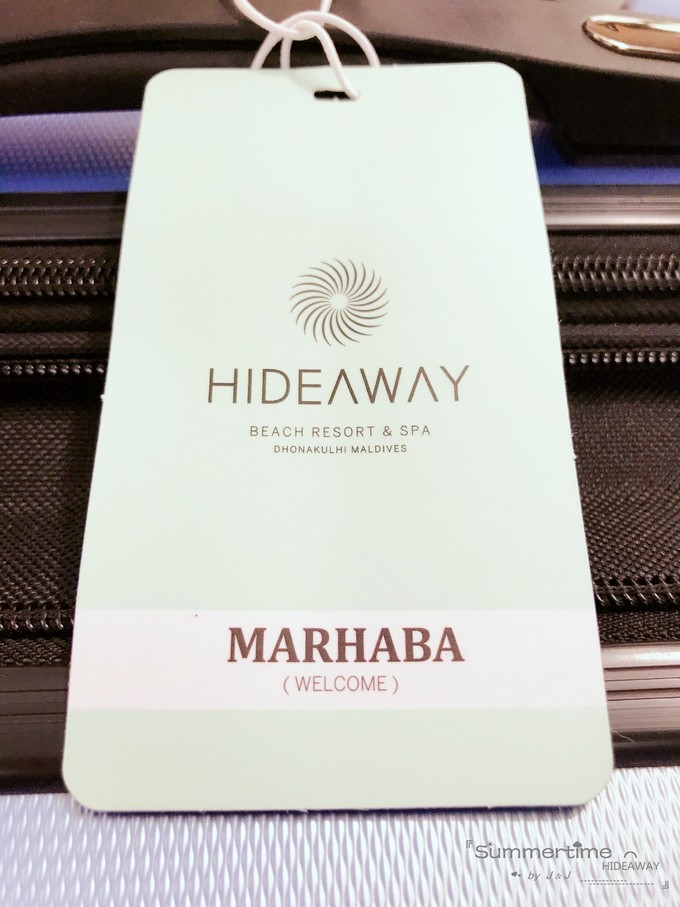 HIDEAWAY
BEACH RESORT & SPA
DHONAKULHI MALDIVES
MARHABA
( WELCOME )
『Summertime
HIDEAWAY
by J&J
』